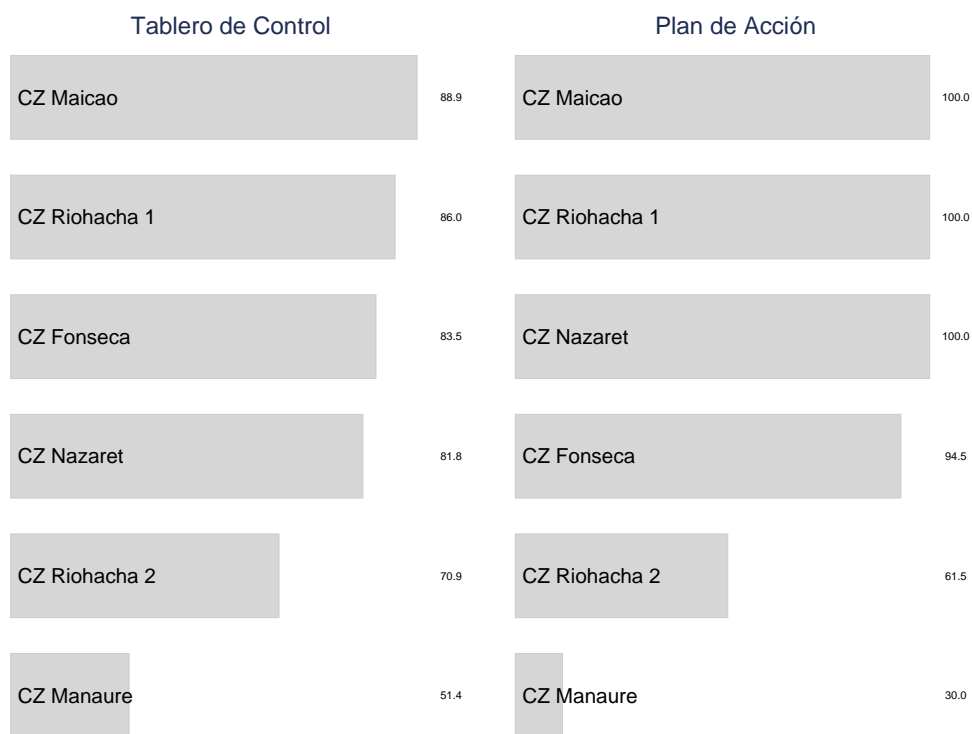 Tablero de Control
CZ Maicao 88.9
CZ Riohacha 1 86.0
CZ Fonseca 83.5
CZ Nazaret 81.8
CZ Riohacha 2 70.9
CZ Manaure 51.4
Plan de Acción
CZ Maicao 100.0
CZ Riohacha 1 100.0
CZ Nazaret 100.0
CZ Fonseca 94.5
CZ Riohacha 2 61.5
CZ Manaure 30.0